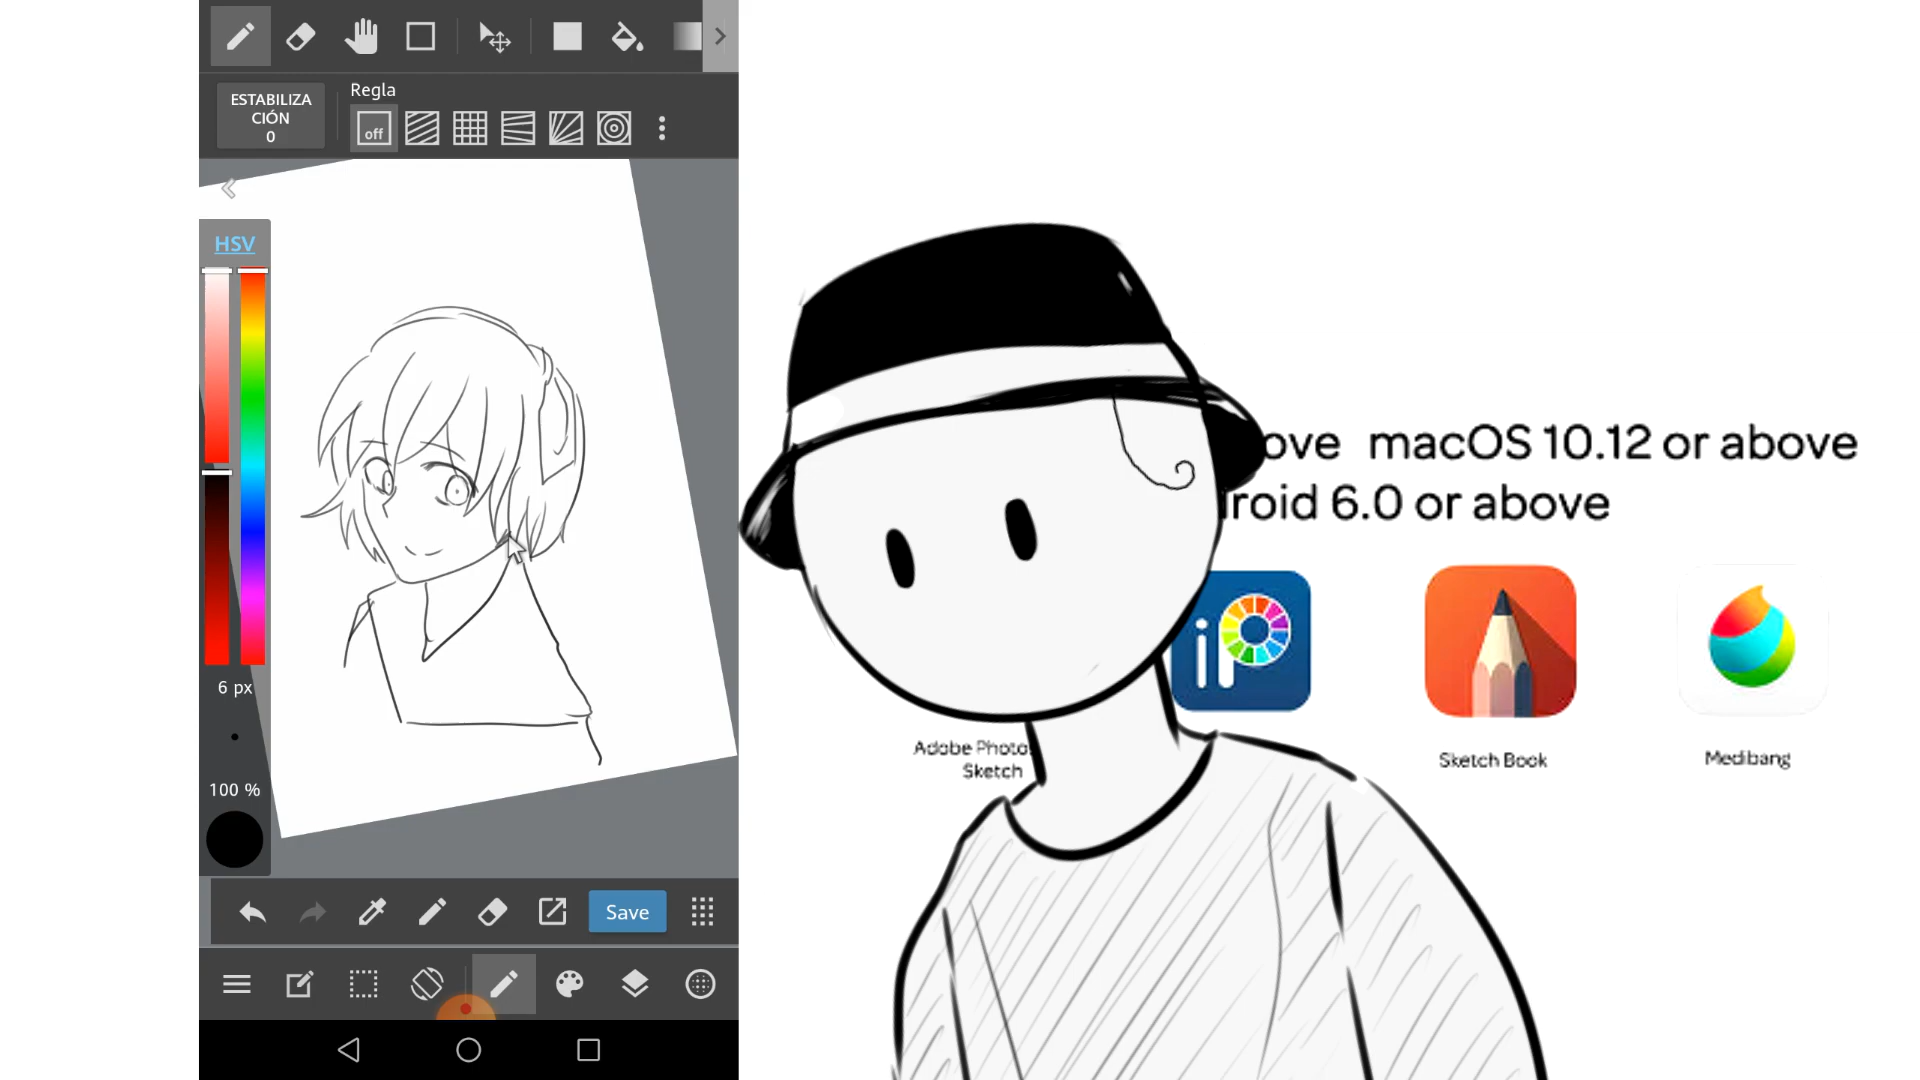 Regla
ESTABILIZA
CIÓN
0
off
HSV
6 px
100 %
Save
ove macOS 10.12 or above
roid 6.0 or above
iP
Adobe Photo
Sketch
Sketch Book
Medibang